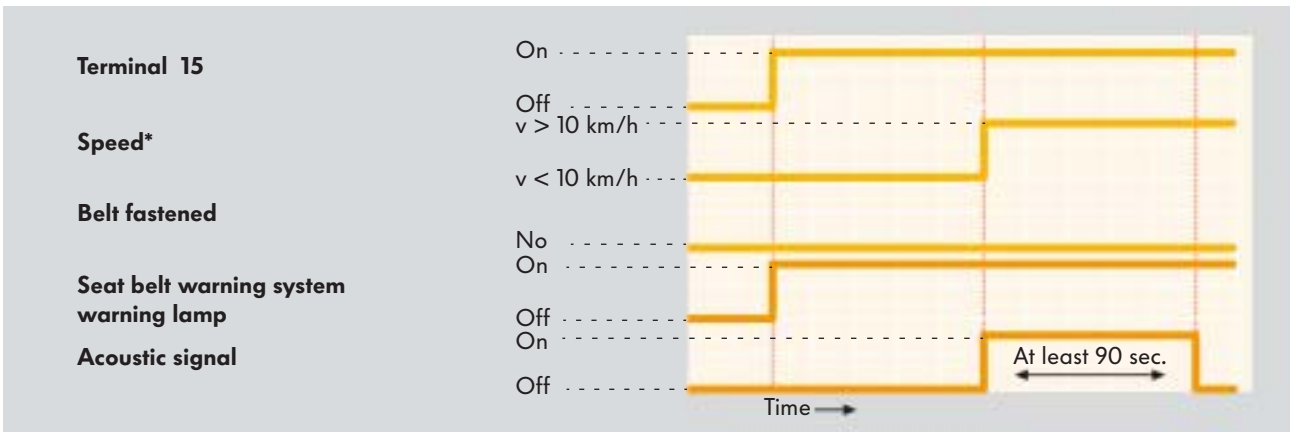 Terminal 15
On
Off
Speed*
v > 10 km/h
v < 10 km/h
Belt fastened
No
Seat belt warning system
warning lamp
On
Off
Acoustic signal
On
At least 90 sec.
Off
Time